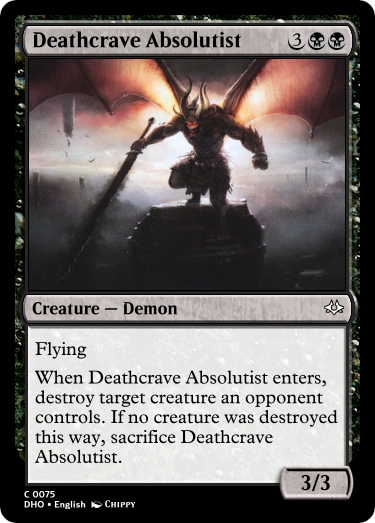 Deathcrave Absolutist 3
Creature — Demon
Flying
When Deathcrave Absolutist enters,
destroy target creature an opponent
controls. If no creature was destroyed
this way, sacrifice Deathcrave
Absolutist.
3/3
C 0075
DHO • English Chippy